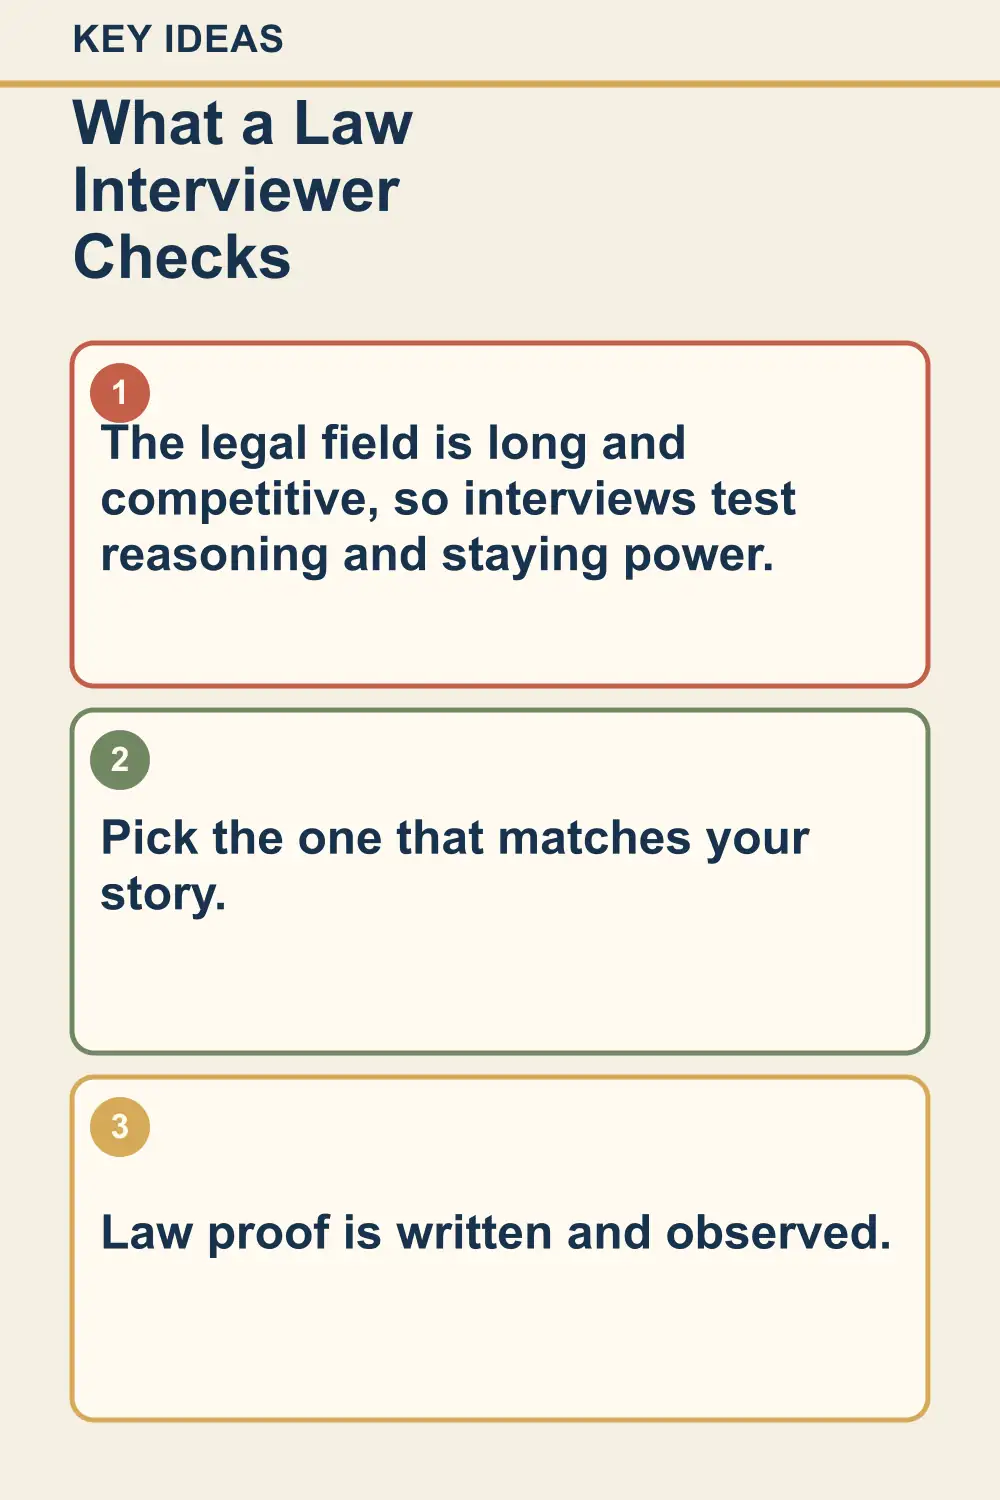 KEY IDEAS
What a Law
Interviewer
Checks
1
The legal field is long and
competitive, so interviews test
reasoning and staying power.
2
Pick the one that matches your
story.
3
Law proof is written and observed.